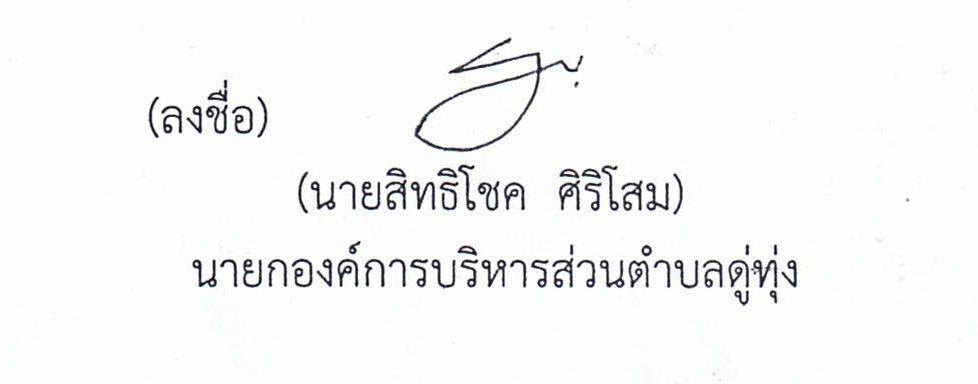 (ลงชื่อ)
(นายสิทธิโชค ศิริโสม)
นายกองค์การบริหารส่วนตำบลดู่ทุ่ง